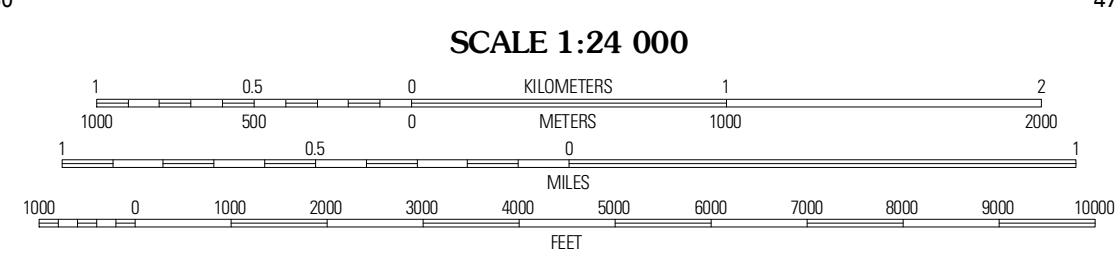 SCALE 1:24 000
1 0.5 0 KILOMETERS 1 2
1000 500 0 METERS 1000 2000
1 0.5 0 1
MILES
1000 0 1000 2000 3000 4000 5000 6000 7000 8000 9000 10000
FEET